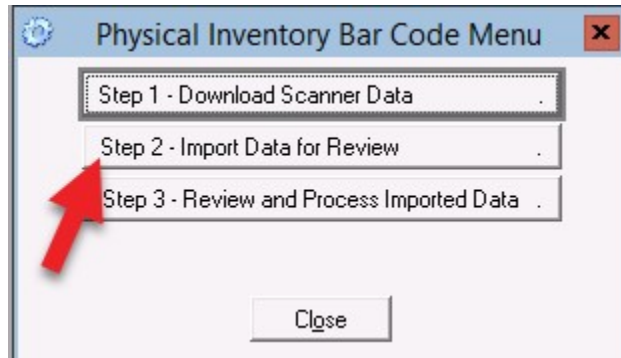 Physical Inventory Bar Code Menu
Step 1 - Download Scanner Data .
Step 2 - Import Data for Review .
Step 3 - Review and Process Imported Data .
Close